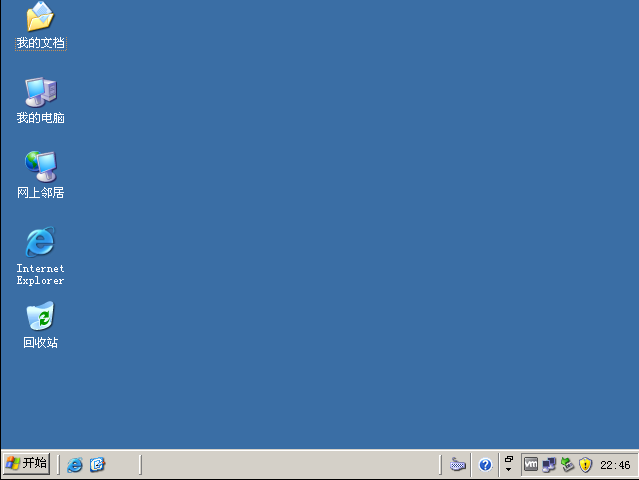 我的文档
我的电脑
网上邻居
Internet
Explorer
回收站
开始
vm
22:46